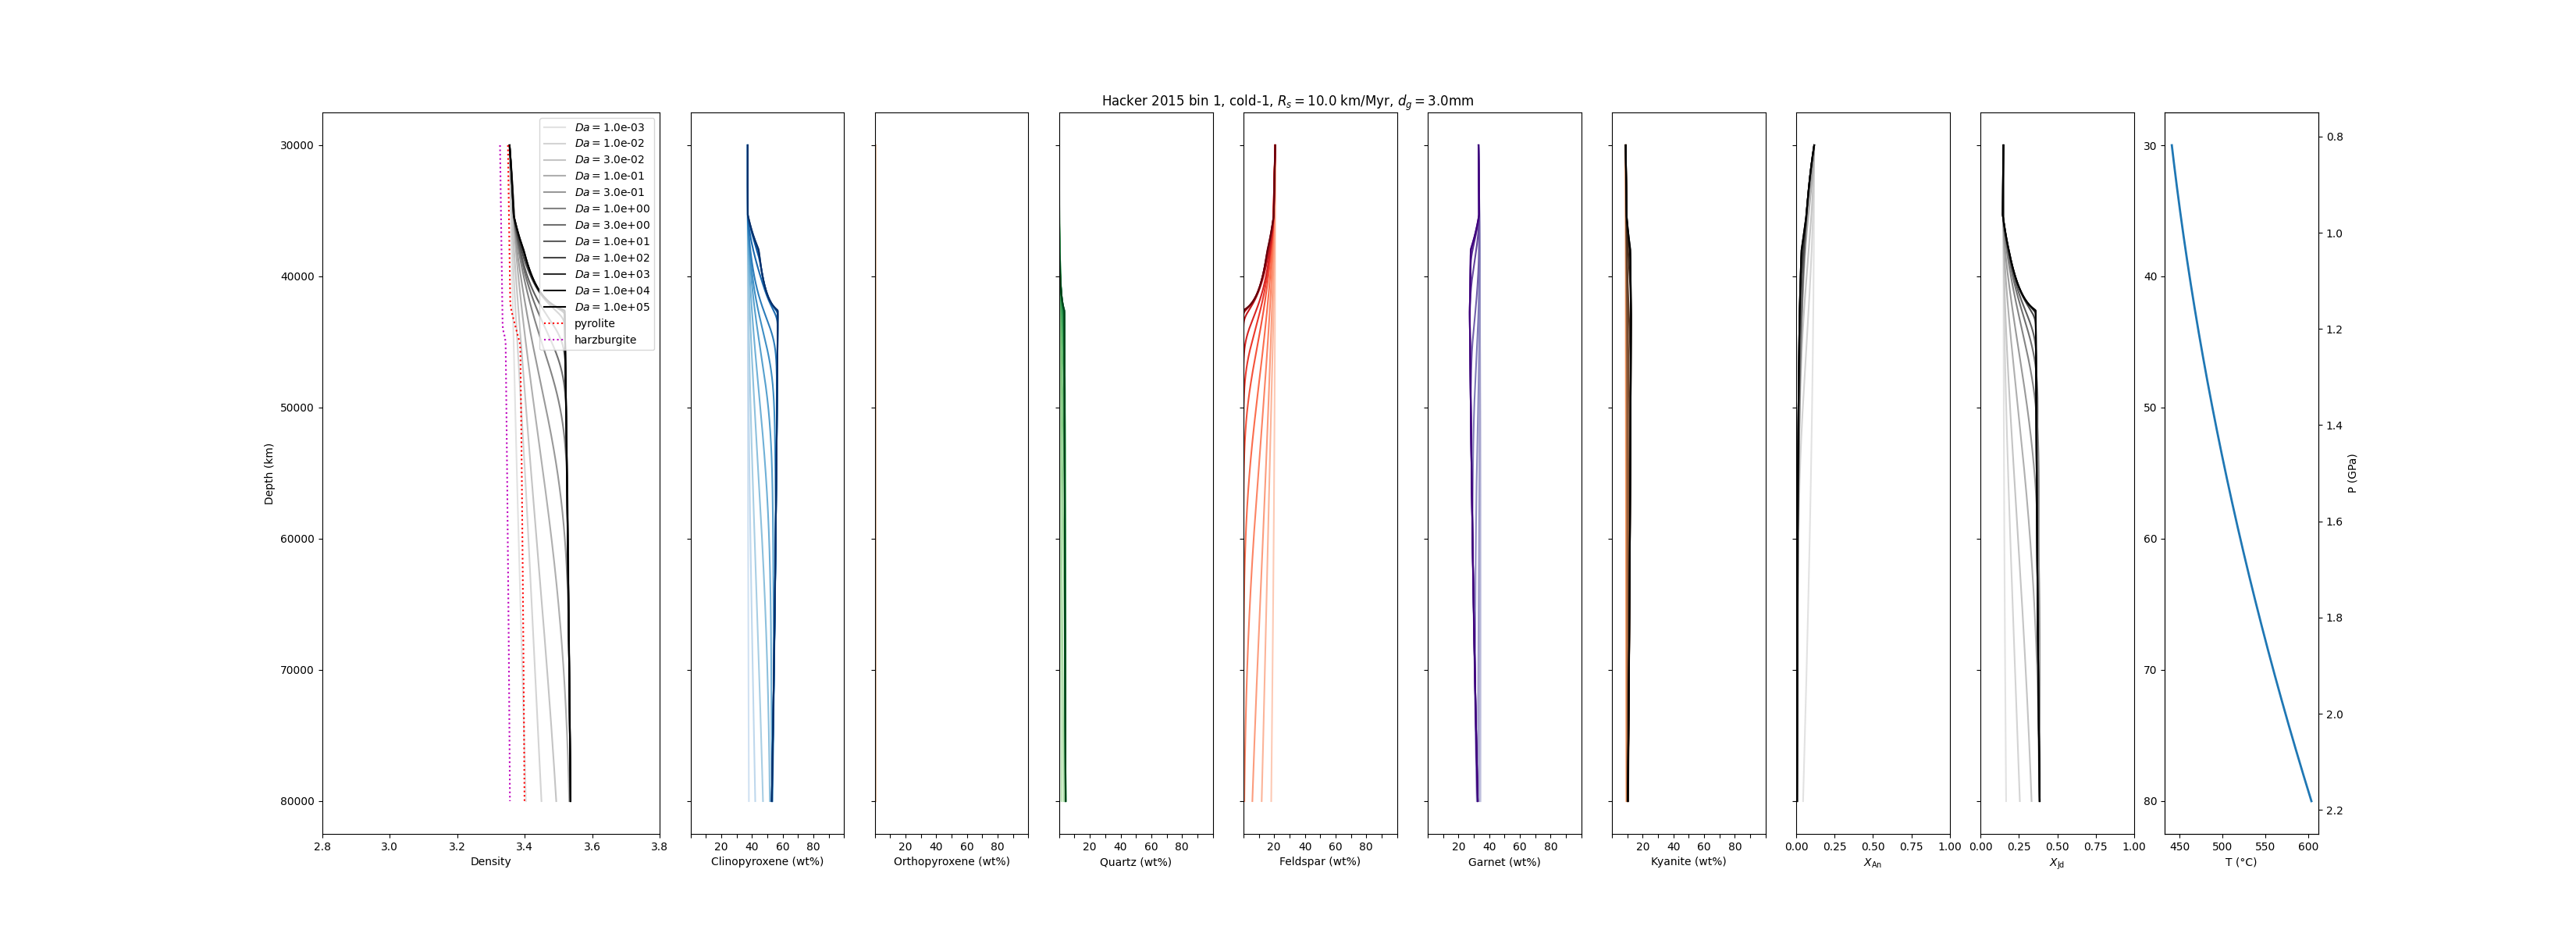 Hacker 2015 bin 1, cold-1, Rs = 10.0 km/Myr, dg = 3.0mm
Da = 1.0e-03
Da = 1.0e-02
Da = 3.0e-02
Da = 1.0e-01
Da = 3.0e-01
Da = 1.0e+00
Da = 3.0e+00
Da = 1.0e+01
Da = 1.0e+02
Da = 1.0e+03
Da = 1.0e+04
Da = 1.0e+05
pyrolite
harzburgite
Depth (km)
30000
40000
50000
60000
70000
80000
2.8 3.0 3.2 3.4 3.6 3.8
Density
20 40 60 80
Clinopyroxene (wt%)
20 40 60 80
Orthopyroxene (wt%)
20 40 60 80
Quartz (wt%)
20 40 60 80
Feldspar (wt%)
20 40 60 80
Garnet (wt%)
20 40 60 80
Kyanite (wt%)
0.00 0.25 0.50 0.75 1.00
XAn
0.00 0.25 0.50 0.75 1.00
XJd
30
40
50
60
70
80
450 500 550 600
T (°C)
0.8
1.0
1.2
1.4
1.6
1.8
2.0
2.2
P (GPa)